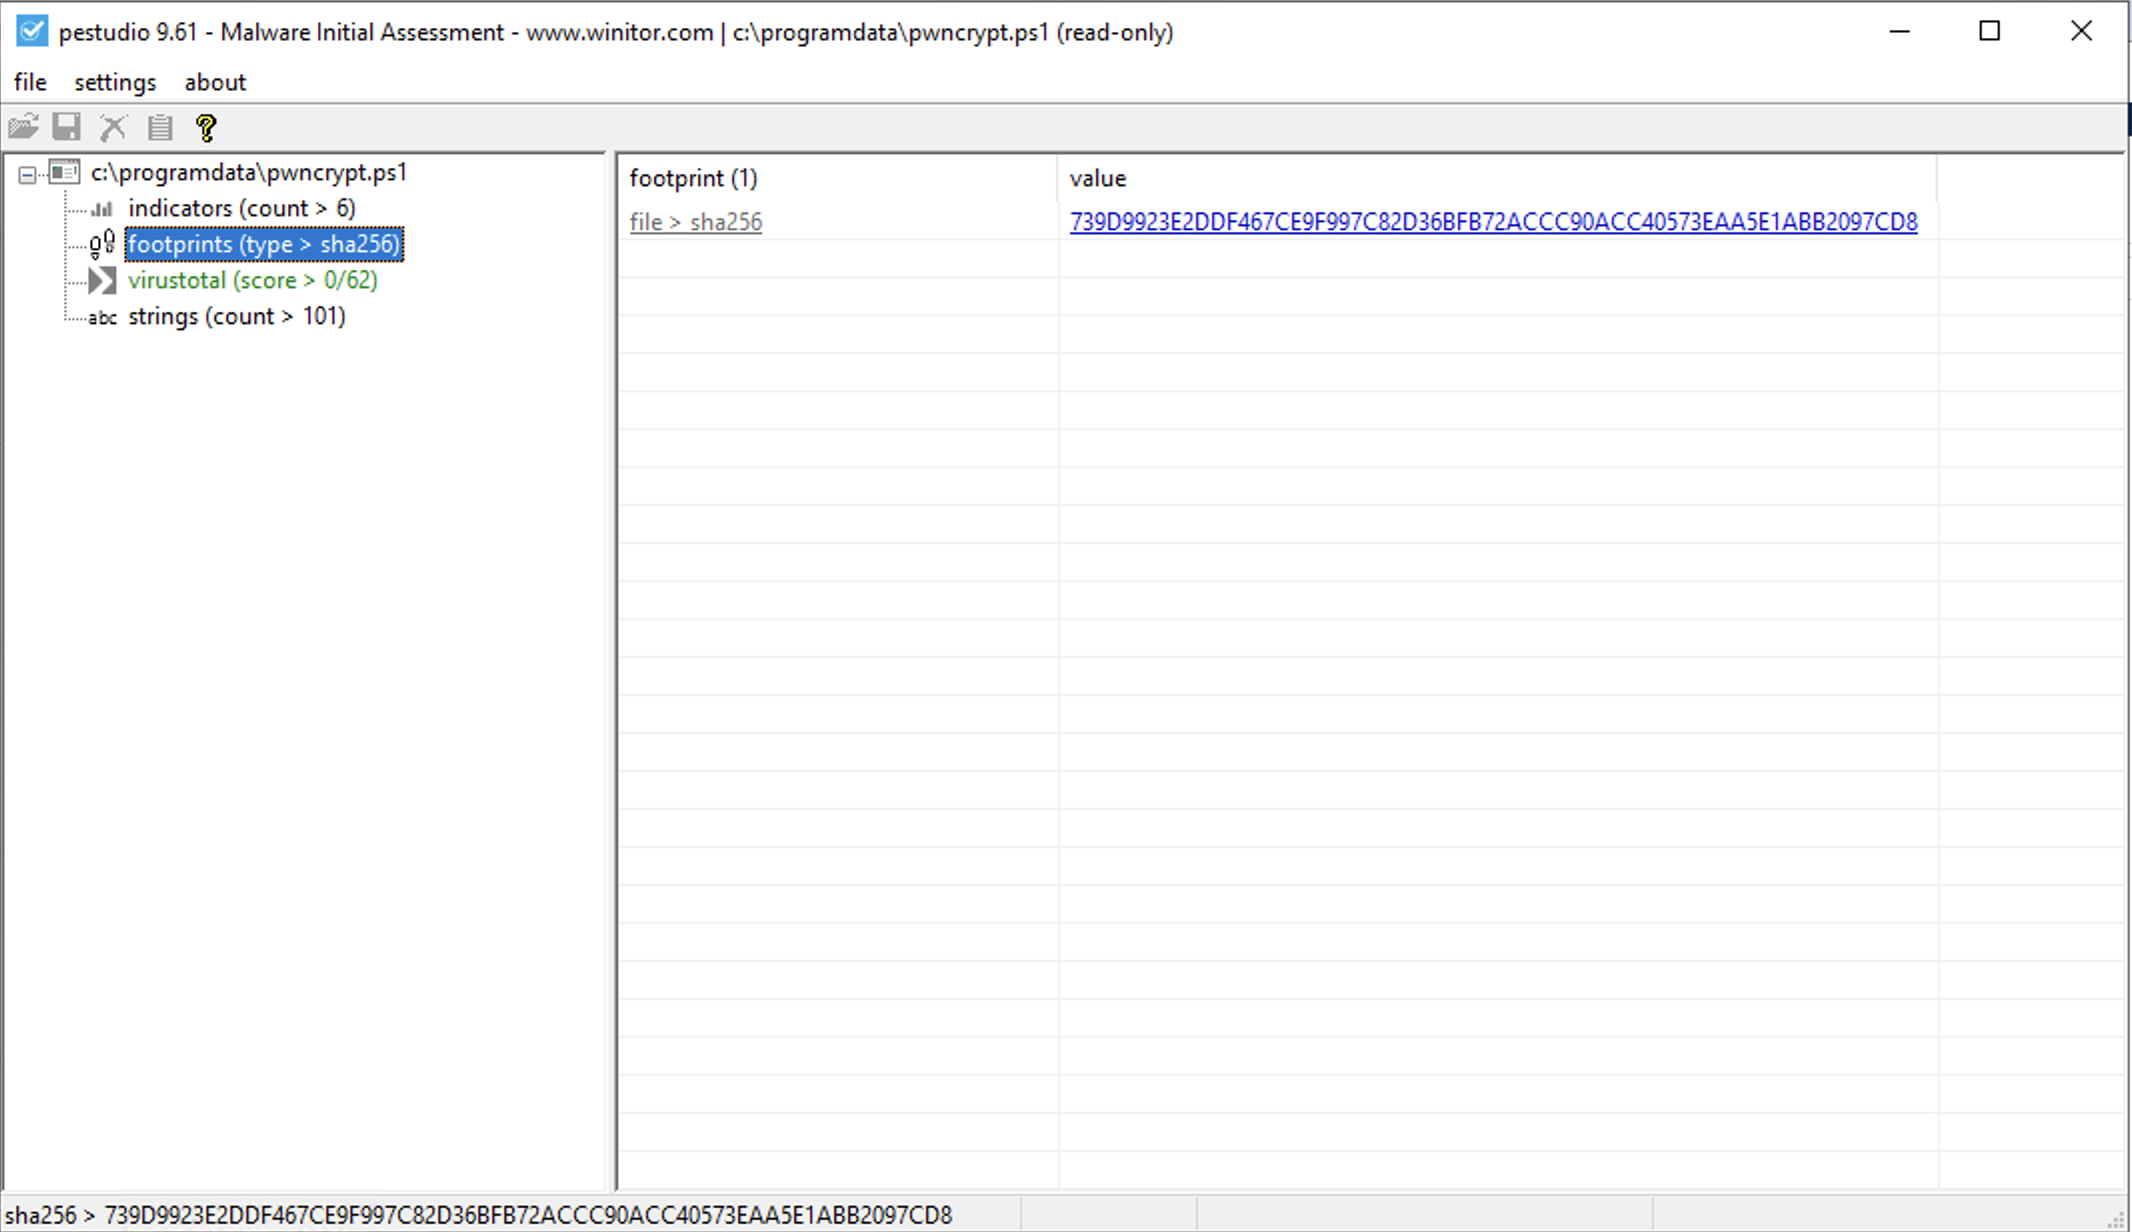 pestudio 9.61 - Malware Initial Assessment - www.winitor.com | c:\programdata\pwncrypt.ps1 (read-only)
file settings about
c:\programdata\pwncrypt.ps1
indicators (count > 6)
footprints (type > sha256)
virustotal (score > 0/62)
abc strings (count > 101)
footprint (1) value
file > sha256 739D9923E2DDF467CE9F997C82D36BFB72ACCC90ACC40573EAA5E1ABB2097CD8
sha256 > 739D9923E2DDF467CE9F997C82D36BFB72ACCC90ACC40573EAA5E1ABB2097CD8